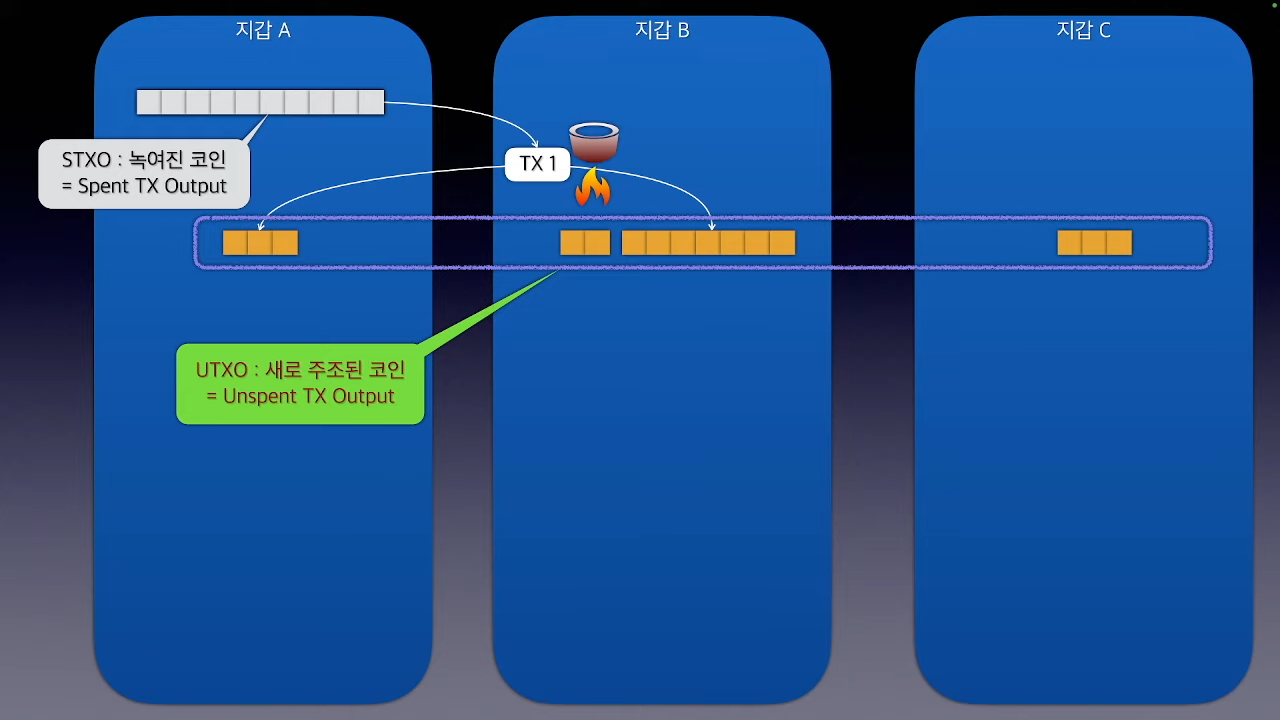 지갑 A
지갑 B
지갑 C
STXO : 녹여진 코인
= Spent TX Output
TX 1
UTXO : 새로 주조된 코인
= Unspent TX Output